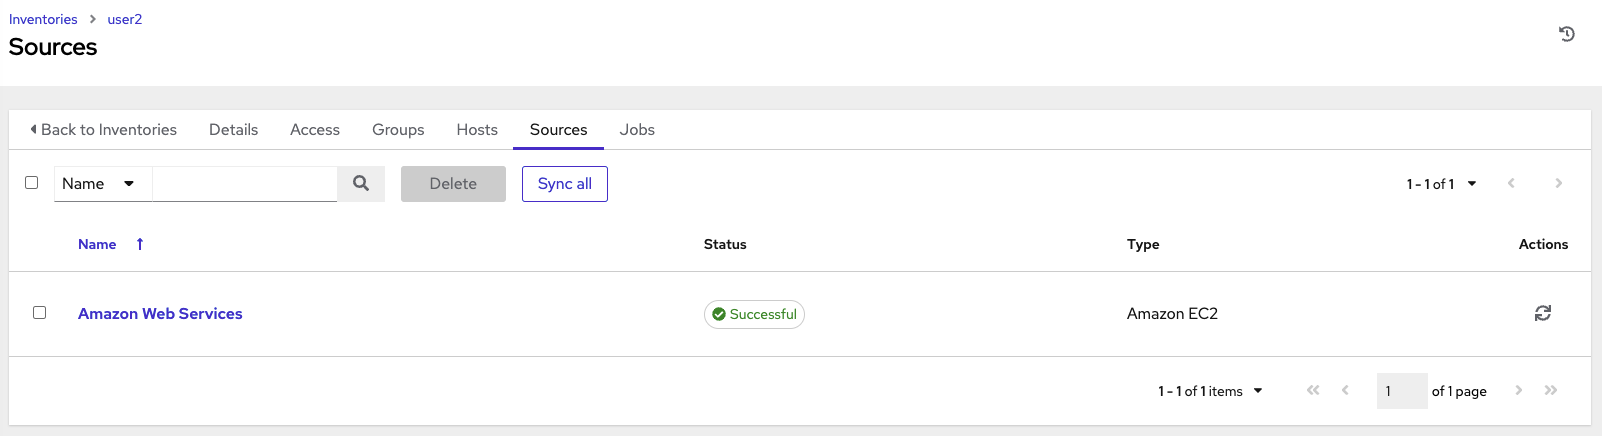 Inventories > user2
Sources
Back to Inventories Details Access Groups Hosts Sources Jobs
Name Delete Sync all 1 - 1 of 1
Name Status Type Actions
Amazon Web Services Successful Amazon EC2
1 - 1 of 1 items 1 of 1 page